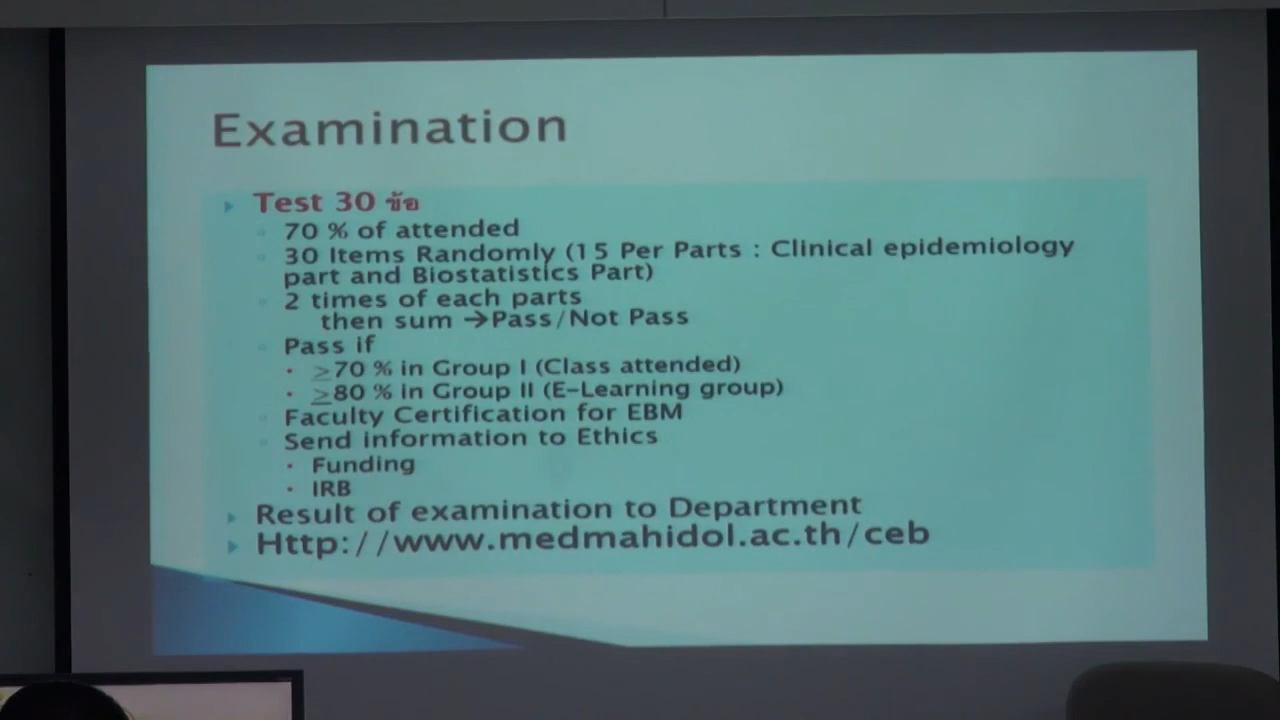 Examination
Test 30 ข้อ
70 % of attended
30 Items Randomly (15 Per Parts : Clinical epidemiology
part and Biostatistics Part)
2 times of each parts
then sum →Pass/Not Pass
Pass if
≥70 % in Group I (Class attended)
≥80 % in Group II (E-Learning group)
Faculty Certification for EBM
Send information to Ethics
Funding
IRB
Result of examination to Department
Http://www.medmahidol.ac.th/ceb